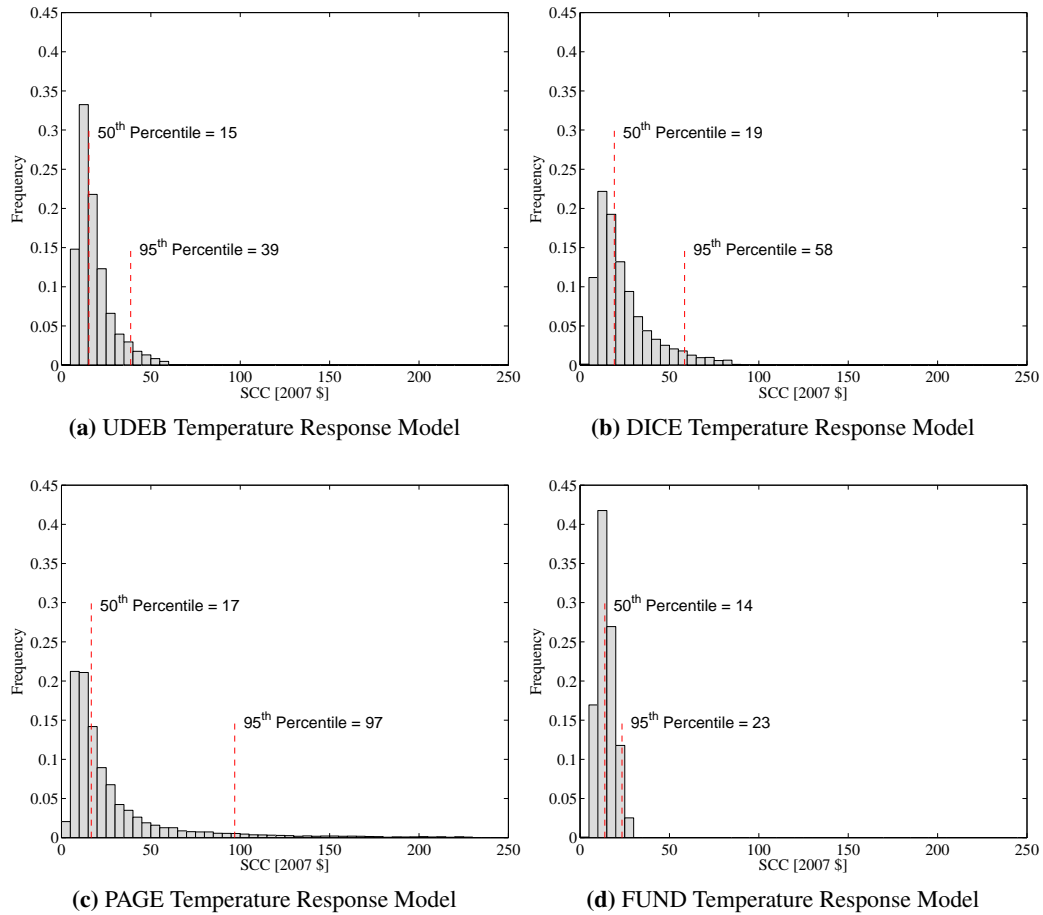 0.45
0.4
0.35
0.3
0.25
0.2
0.15
0.1
0.05
0
Frequency
50th Percentile = 15
95th Percentile = 39
0 50 100 150 200 250
SCC [2007 $]
(a) UDEB Temperature Response Model
0.45
0.4
0.35
0.3
0.25
0.2
0.15
0.1
0.05
0
Frequency
50th Percentile = 19
95th Percentile = 58
0 50 100 150 200 250
SCC [2007 $]
(b) DICE Temperature Response Model
0.45
0.4
0.35
0.3
0.25
0.2
0.15
0.1
0.05
0
Frequency
50th Percentile = 17
95th Percentile = 97
0 50 100 150 200 250
SCC [2007 $]
(c) PAGE Temperature Response Model
0.45
0.4
0.35
0.3
0.25
0.2
0.15
0.1
0.05
0
Frequency
50th Percentile = 14
95th Percentile = 23
0 50 100 150 200 250
SCC [2007 $]
(d) FUND Temperature Response Model